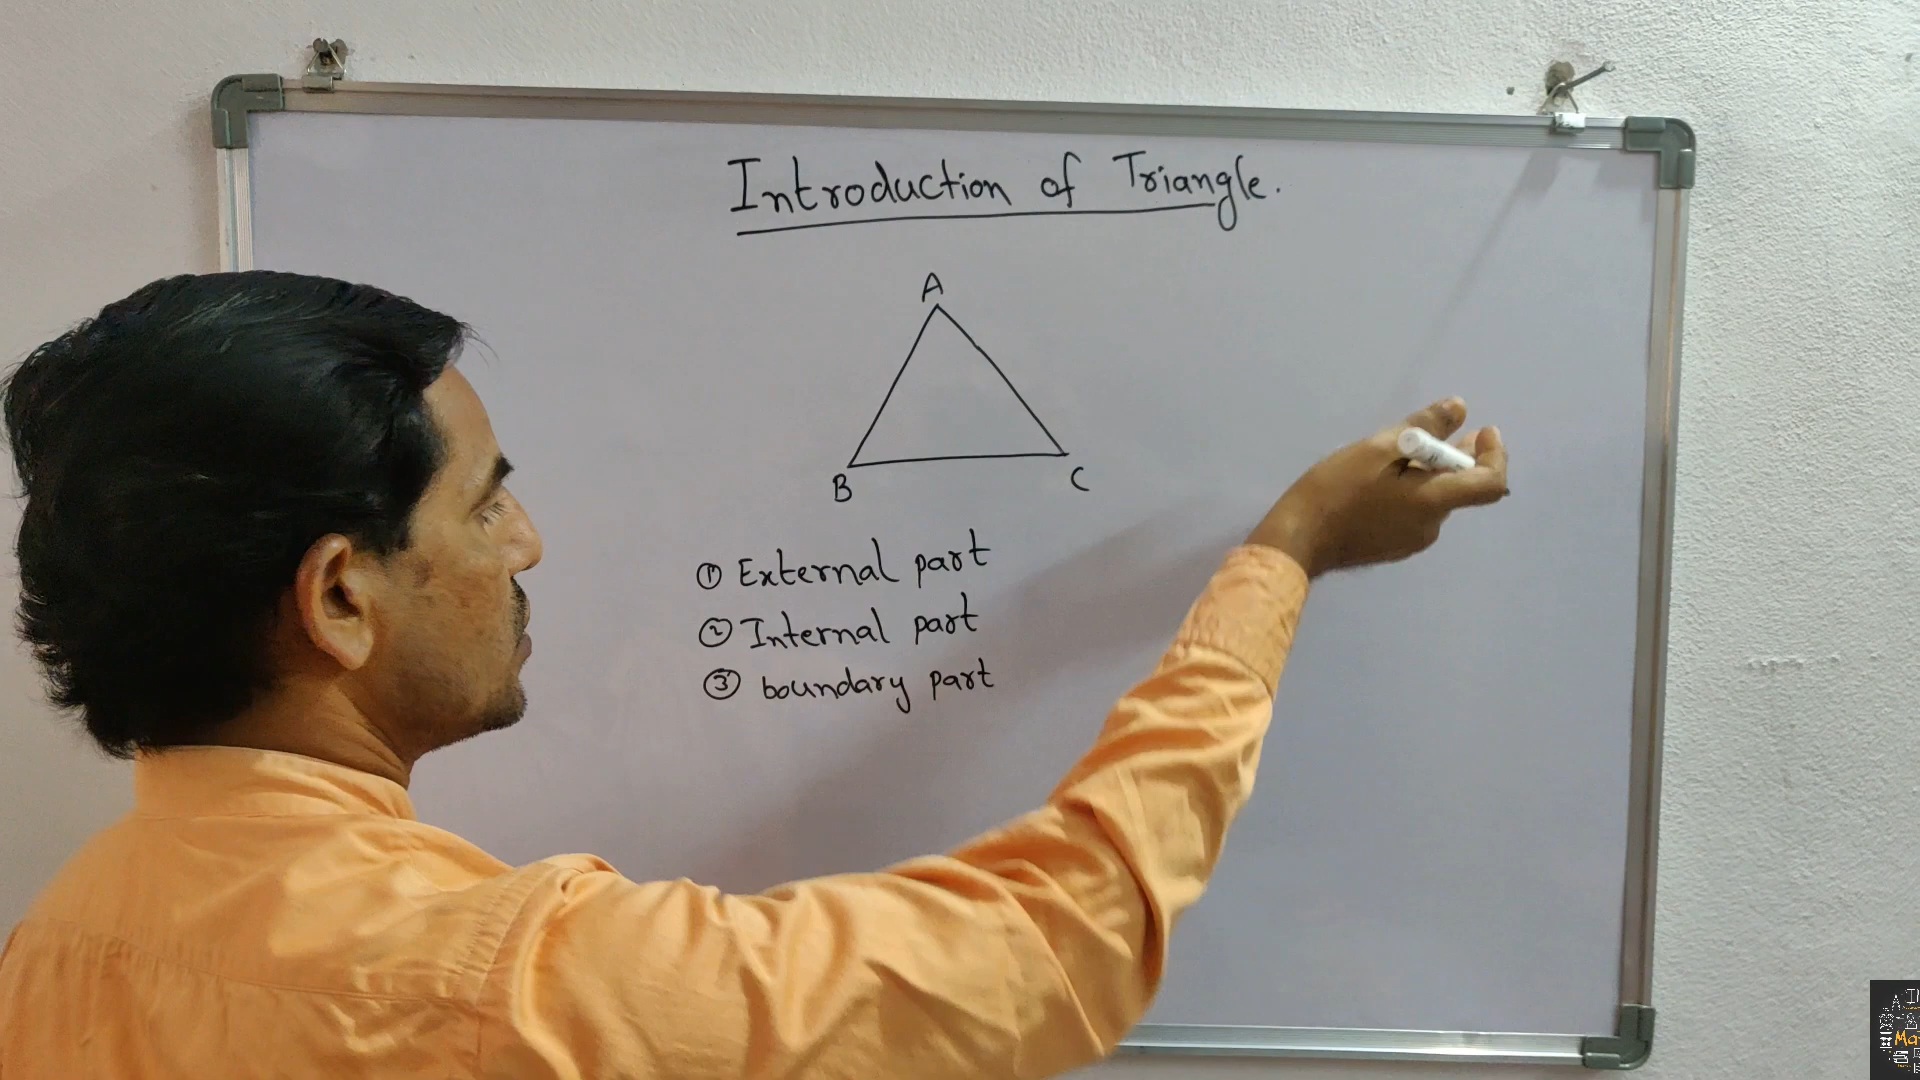 Introduction of Triangle.
A
B
C
① External part
② Internal part
③ boundary part